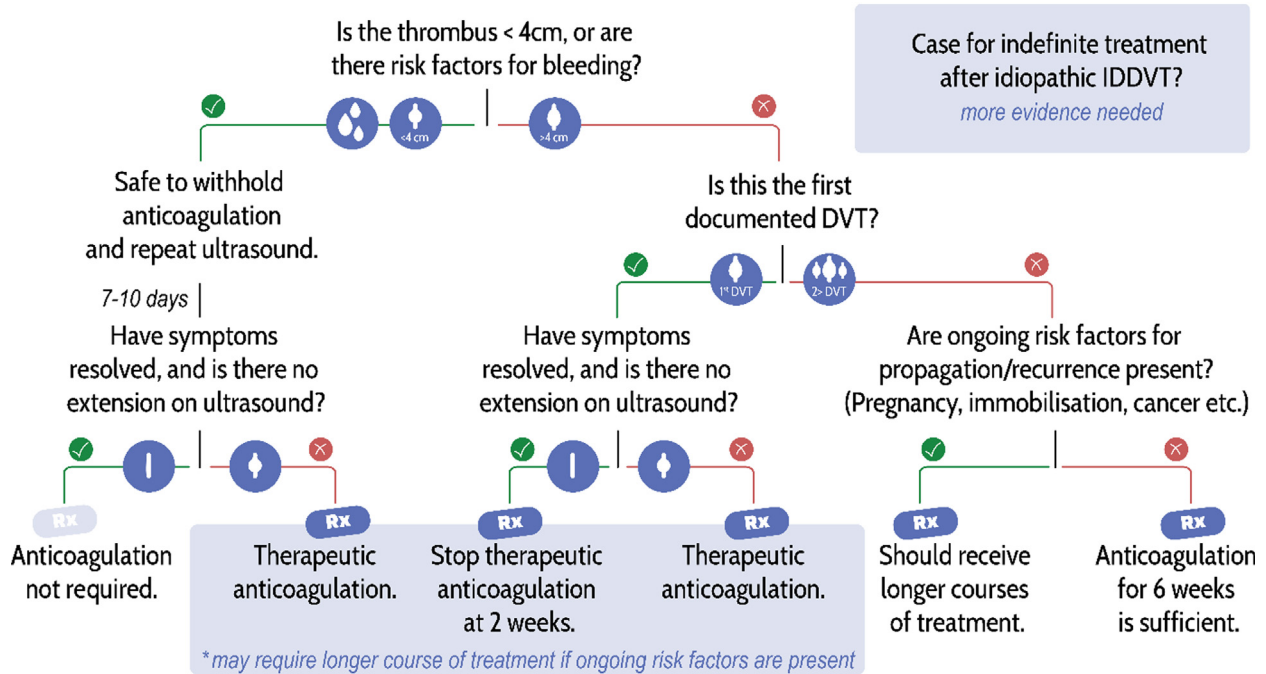 Is the thrombus < 4cm, or are
there risk factors for bleeding?
Case for indefinite treatment
after idiopathic IDDVT?
more evidence needed
<4 cm
>4 cm
Safe to withhold
anticoagulation
and repeat ultrasound.
Is this the first
documented DVT?
7-10 days
1st DVT
2> DVT
Have symptoms
resolved, and is there no
extension on ultrasound?
Have symptoms
resolved, and is there no
extension on ultrasound?
Are ongoing risk factors for
propagation/recurrence present?
(Pregnancy, immobilisation, cancer etc.)
Rx
Anticoagulation
not required.
Rx
Therapeutic
anticoagulation.
Rx
Stop therapeutic
anticoagulation
at 2 weeks.
Rx
Therapeutic
anticoagulation.
Rx
Should receive
longer courses
of treatment.
Rx
Anticoagulation
for 6 weeks
is sufficient.
*may require longer course of treatment if ongoing risk factors are present